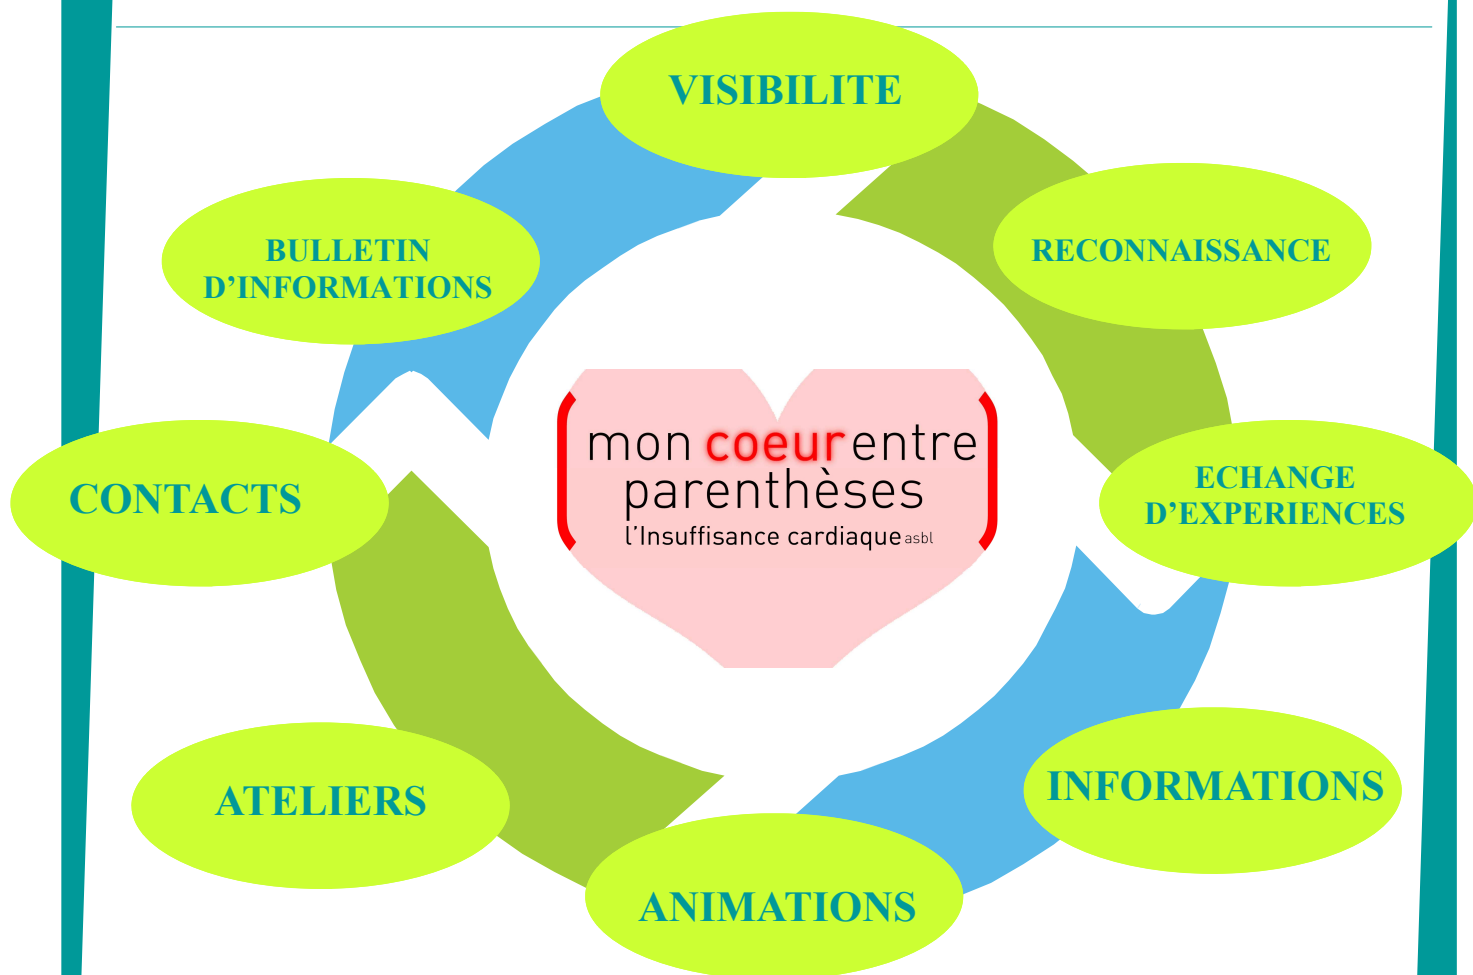 VISIBILITE
BULLETIN
D’INFORMATIONS
RECONNAISSANCE
mon coeur entre
parenthèses
l’Insuffisance cardiaque asbl
CONTACTS
ECHANGE
D’EXPERIENCES
ATELIERS
INFORMATIONS
ANIMATIONS